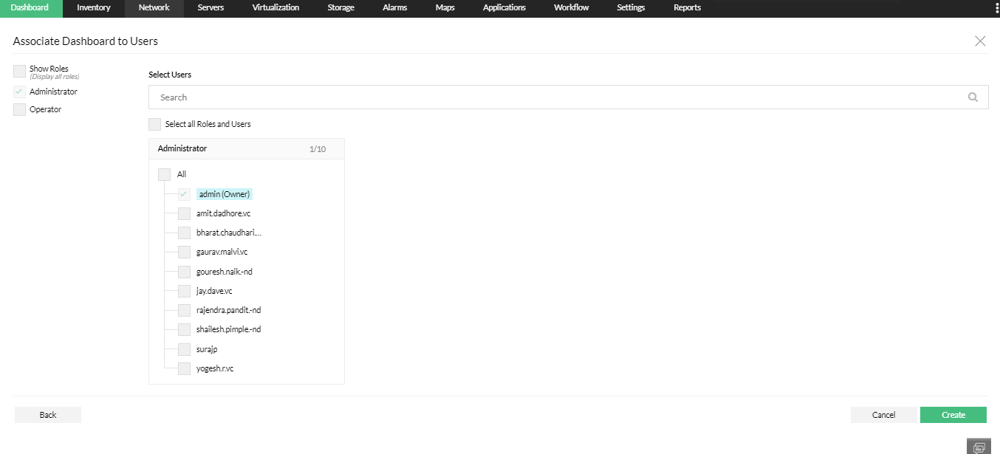 Dashboard Inventory Network Servers Virtualization Storage Alarms Maps Applications Workflow Settings Reports
Associate Dashboard to Users
Show Roles
(Display all roles)
Administrator
Operator
Select Users
Search
Select all Roles and Users
Administrator 1/10
All
admin (Owner)
amit.dadhore.vc
bharat.chaudhari....
gaurav.malvi.vc
gouresh.naik.-nd
jay.dave.vc
rajendra.pandit.-nd
shailesh.pimple.-nd
surajp
yogesh.r.vc
Back Cancel Create